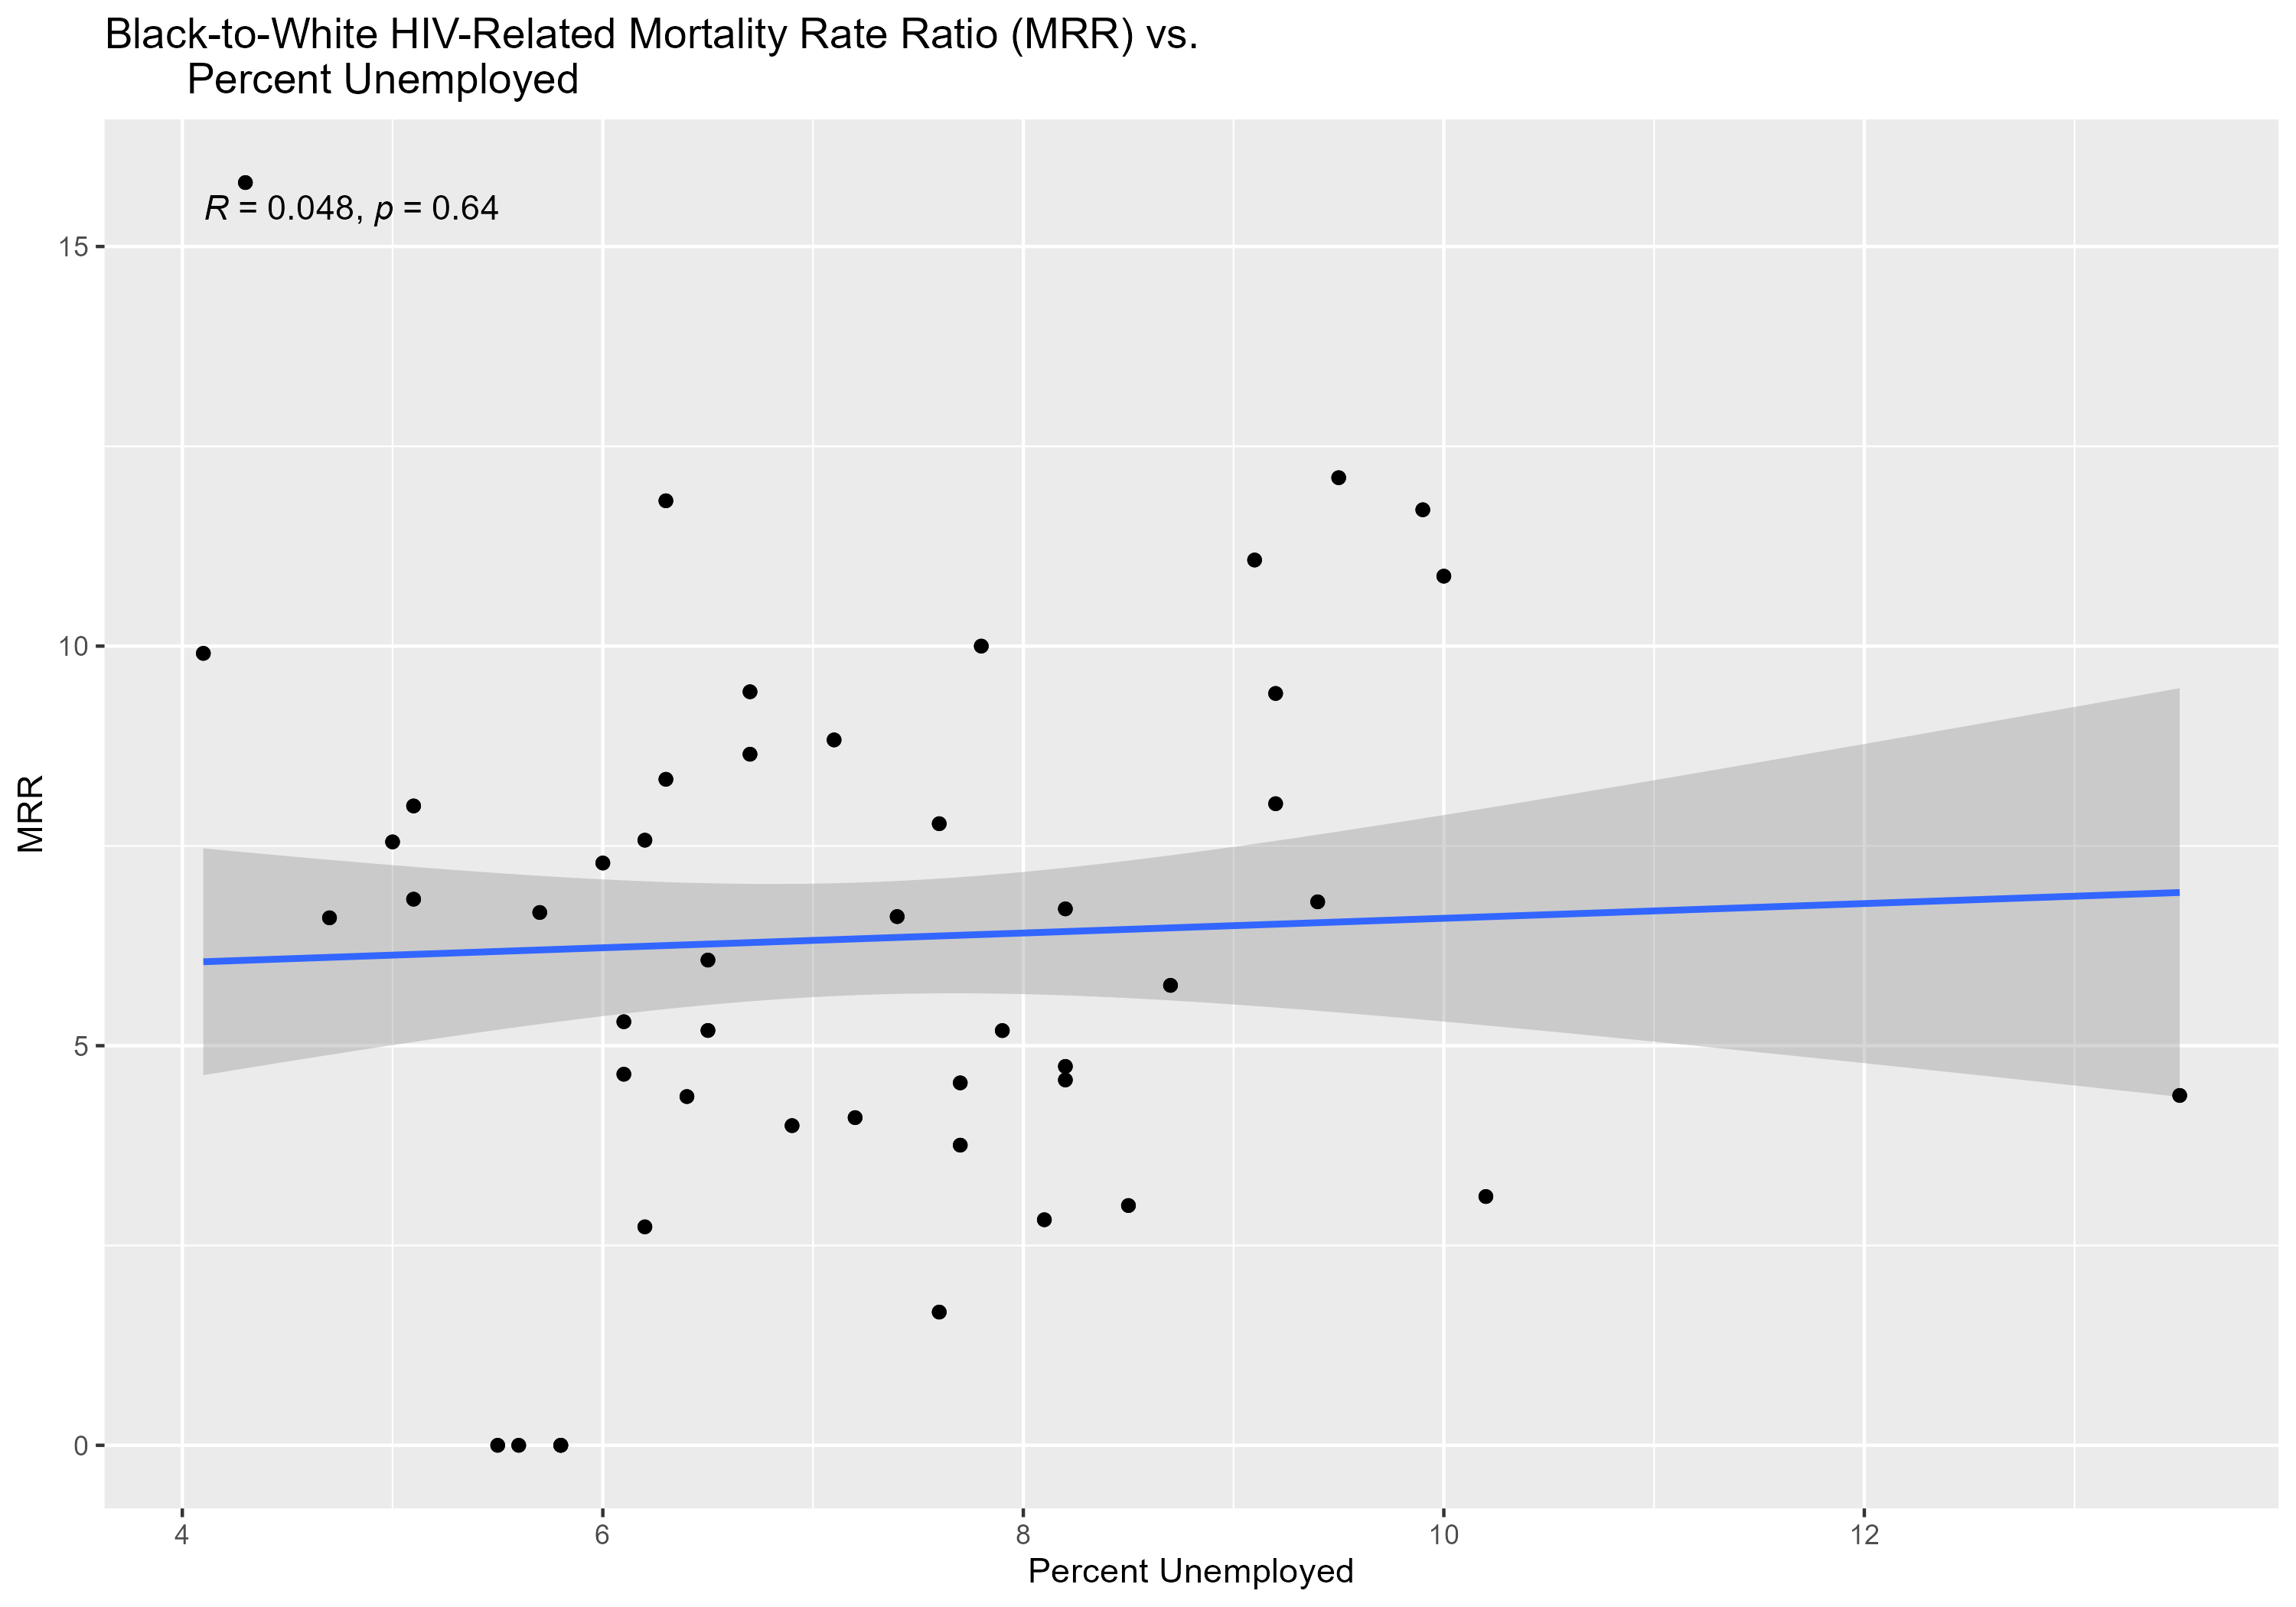 Black-to-White HIV-Related Mortality Rate Ratio (MRR) vs.
Percent Unemployed
R = 0.048, p = 0.64
15
10
5
0
MRR
4 6 8 10 12
Percent Unemployed